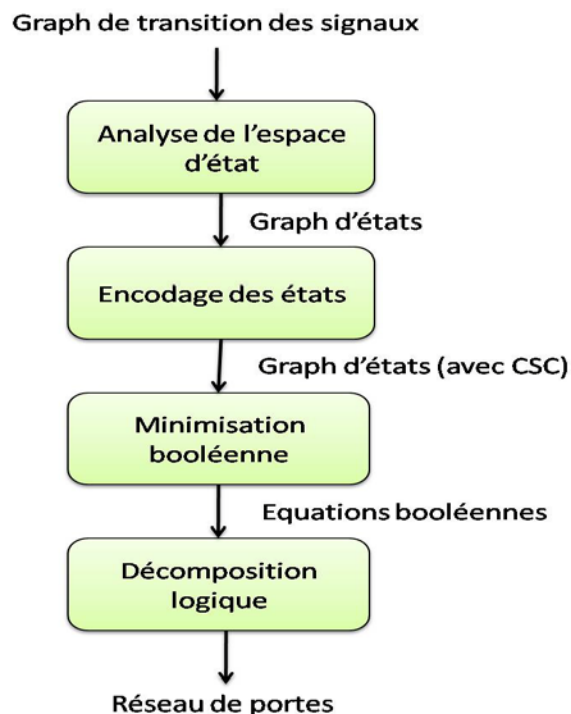 Graph de transition des signaux
Analyse de l'espace
d'état
Graph d'états
Encodage des états
Graph d'états (avec CSC)
Minimisation
booléenne
Equations booléennes
Décomposition
logique
Réseau de portes